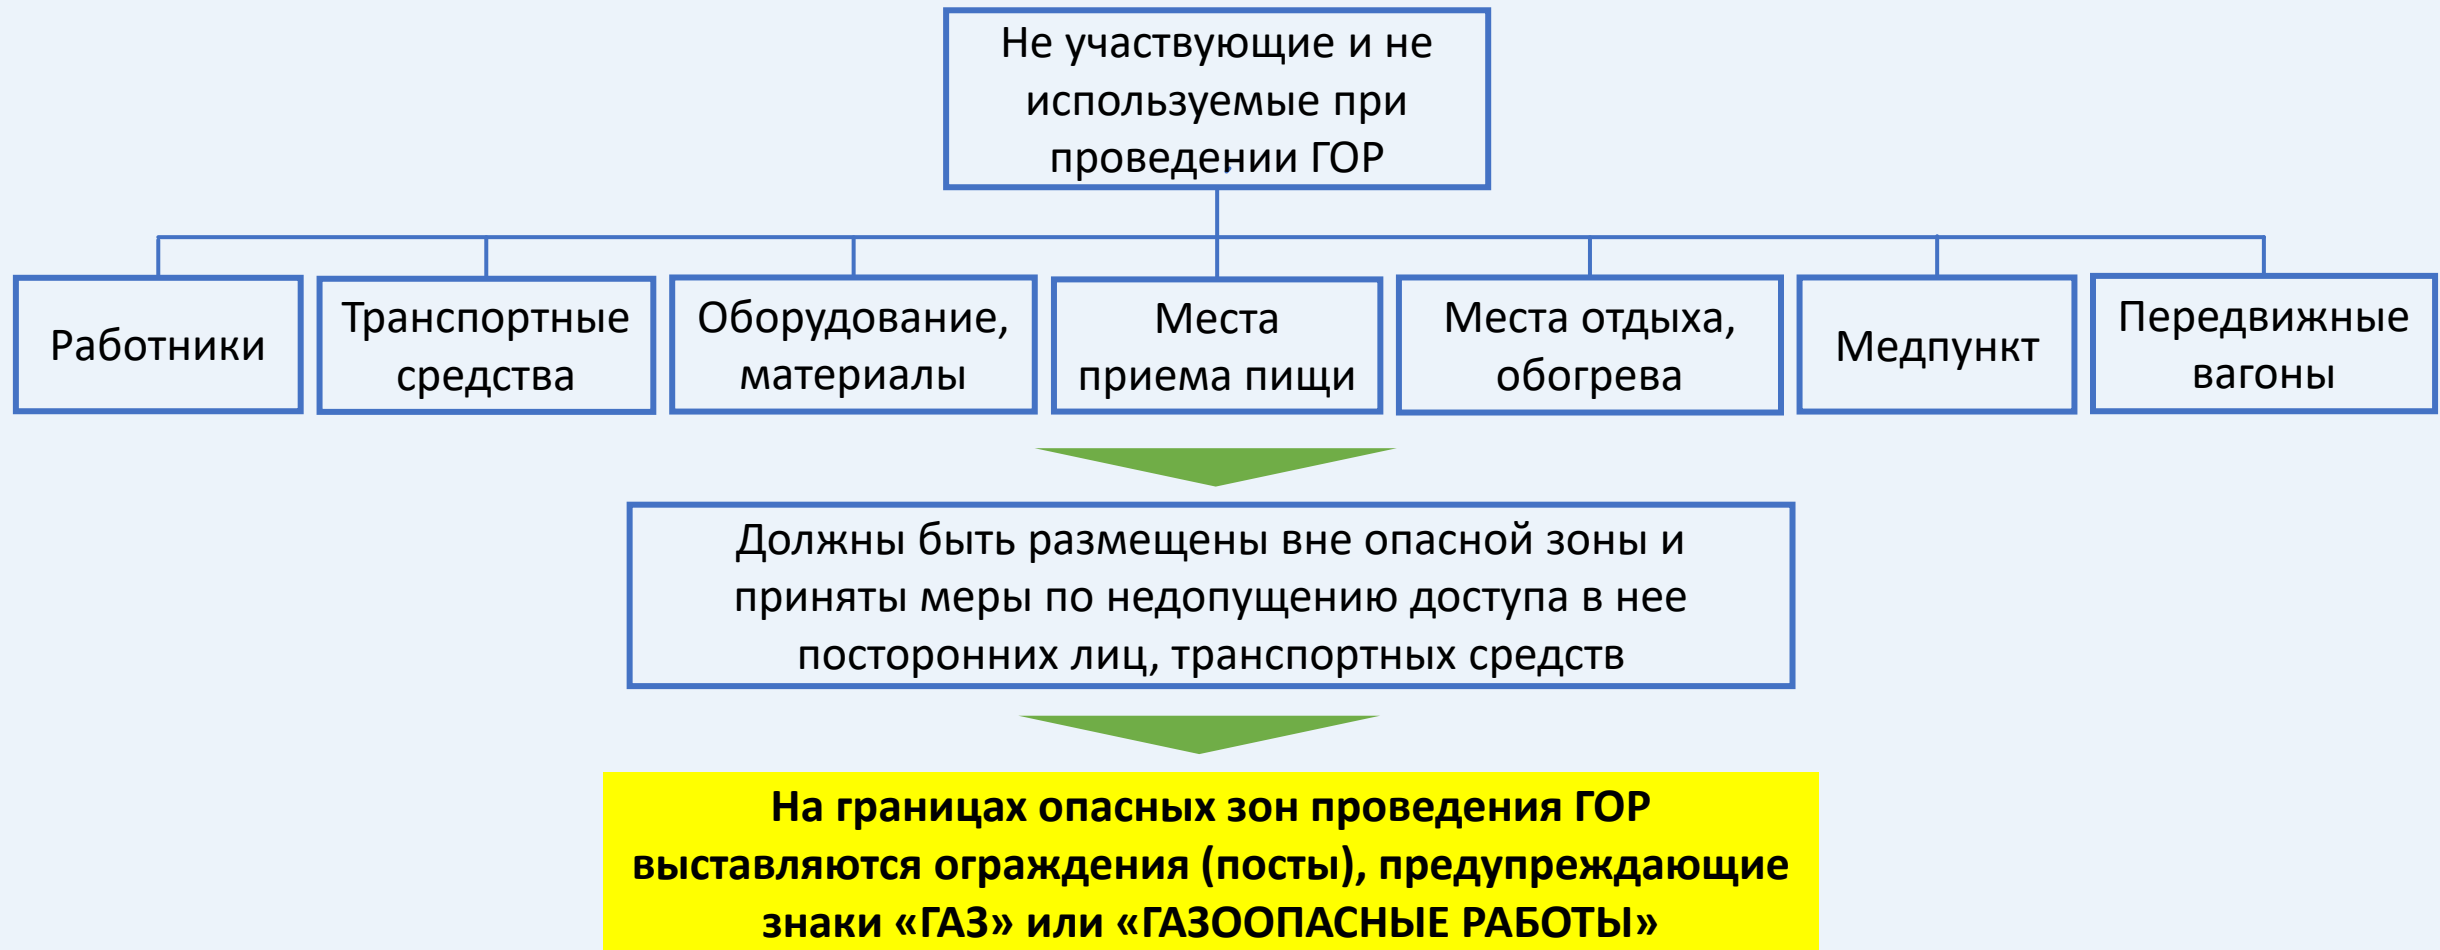 Не участвующие и не
используемые при
проведении ГОР
Работники
Транспортные
средства
Оборудование,
материалы
Места
приема пищи
Места отдыха,
обогрева
Медпункт
Передвижные
вагоны
Должны быть размещены вне опасной зоны и
приняты меры по недопущению доступа в нее
посторонних лиц, транспортных средств
На границах опасных зон проведения ГОР
выставляются ограждения (посты), предупреждающие
знаки «ГАЗ» или «ГАЗООПАСНЫЕ РАБОТЫ»